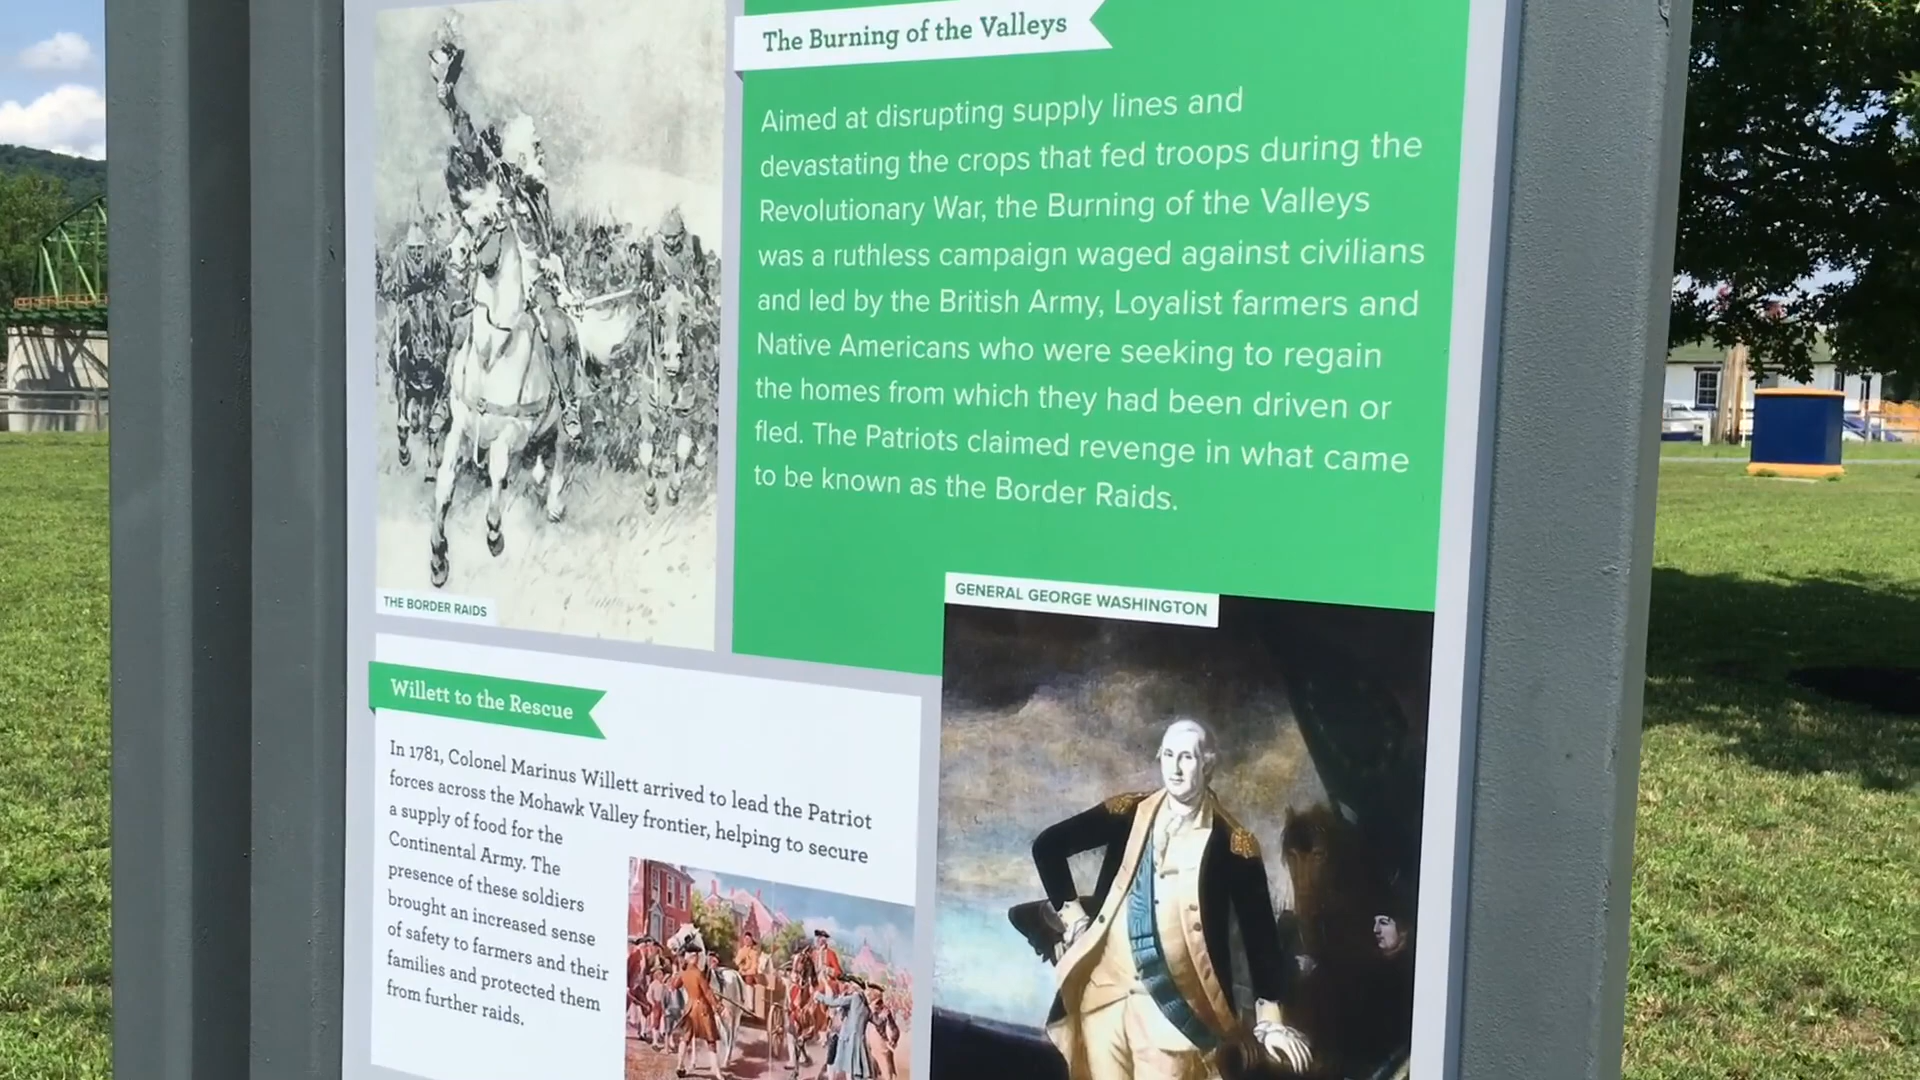 The Burning of the Valleys
Aimed at disrupting supply lines and
devastating the crops that fed troops during the
Revolutionary War, the Burning of the Valleys
was a ruthless campaign waged against civilians
and led by the British Army, Loyalist farmers and
Native Americans who were seeking to regain
the homes from which they had been driven or
fled. The Patriots claimed revenge in what came
to be known as the Border Raids.
THE BORDER RAIDS
GENERAL GEORGE WASHINGTON
Willett to the Rescue
In 1781, Colonel Marinus Willett arrived to lead the Patriot
forces across the Mohawk Valley frontier, helping to secure
a supply of food for the
Continental Army. The
presence of these soldiers
brought an increased sense
of safety to farmers and their
families and protected them
from further raids.